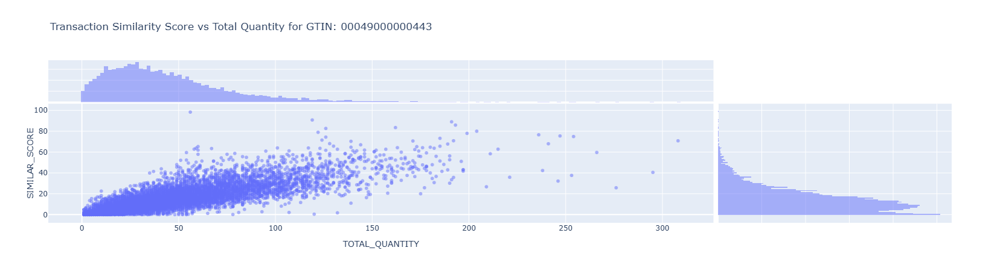 Transaction Similarity Score vs Total Quantity for GTIN: 00049000000443
100
80
60
40
20
0
SIMILAR_SCORE
0 50 100 150 200 250 300
TOTAL_QUANTITY